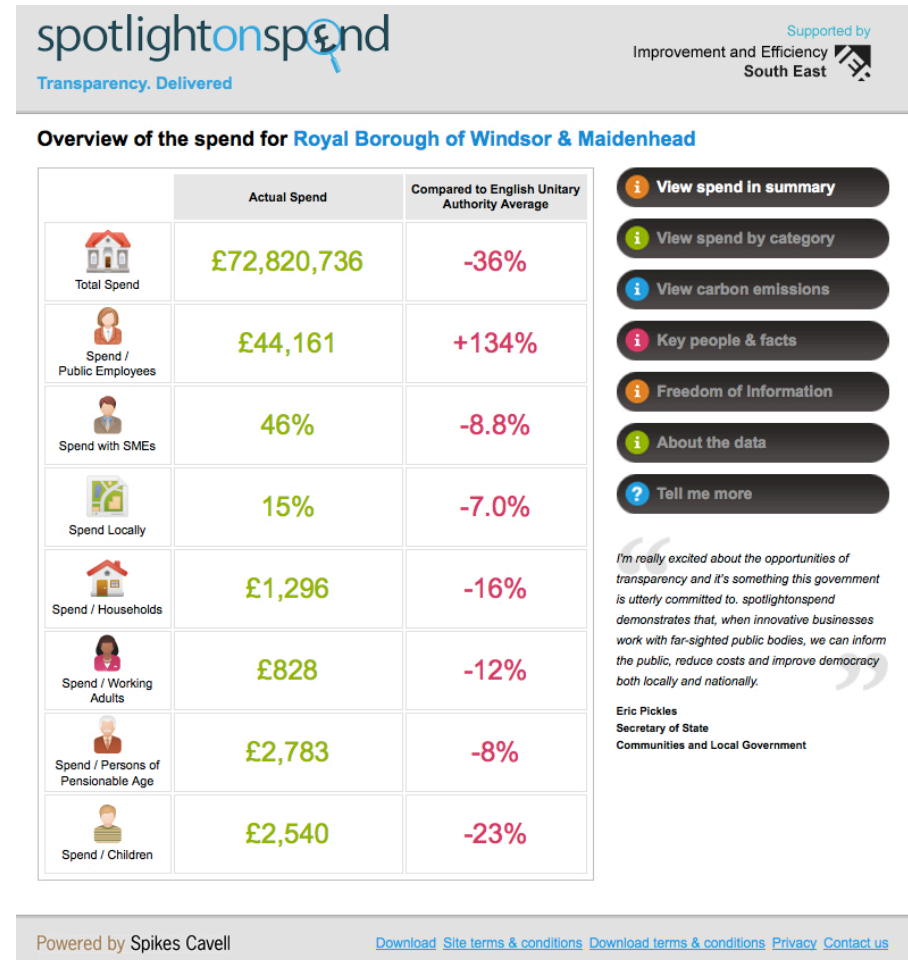 spotlightonsp£nd
Transparency. Delivered
Supported by
Improvement and Efficiency
South East
Overview of the spend for Royal Borough of Windsor & Maidenhead
Actual Spend
Compared to English Unitary
Authority Average
Total Spend
£72,820,736
-36%
Spend /
Public Employees
£44,161
+134%
Spend with SMEs
46%
-8.8%
Spend Locally
15%
-7.0%
Spend / Households
£1,296
-16%
Spend / Working
Adults
£828
-12%
Spend / Persons of
Pensionable Age
£2,783
-8%
Spend / Children
£2,540
-23%
i View spend in summary
i View spend by category
i View carbon emissions
i Key people & facts
i Freedom of Information
i About the data
? Tell me more
“
I'm really excited about the opportunities of
transparency and it's something this government
is utterly committed to. spotlightonspend
demonstrates that, when innovative businesses
work with far-sighted public bodies, we can inform
the public, reduce costs and improve democracy
both locally and nationally.
”
Eric Pickles
Secretary of State
Communities and Local Government
Powered by Spikes Cavell
Download Site terms & conditions Download terms & conditions Privacy Contact us